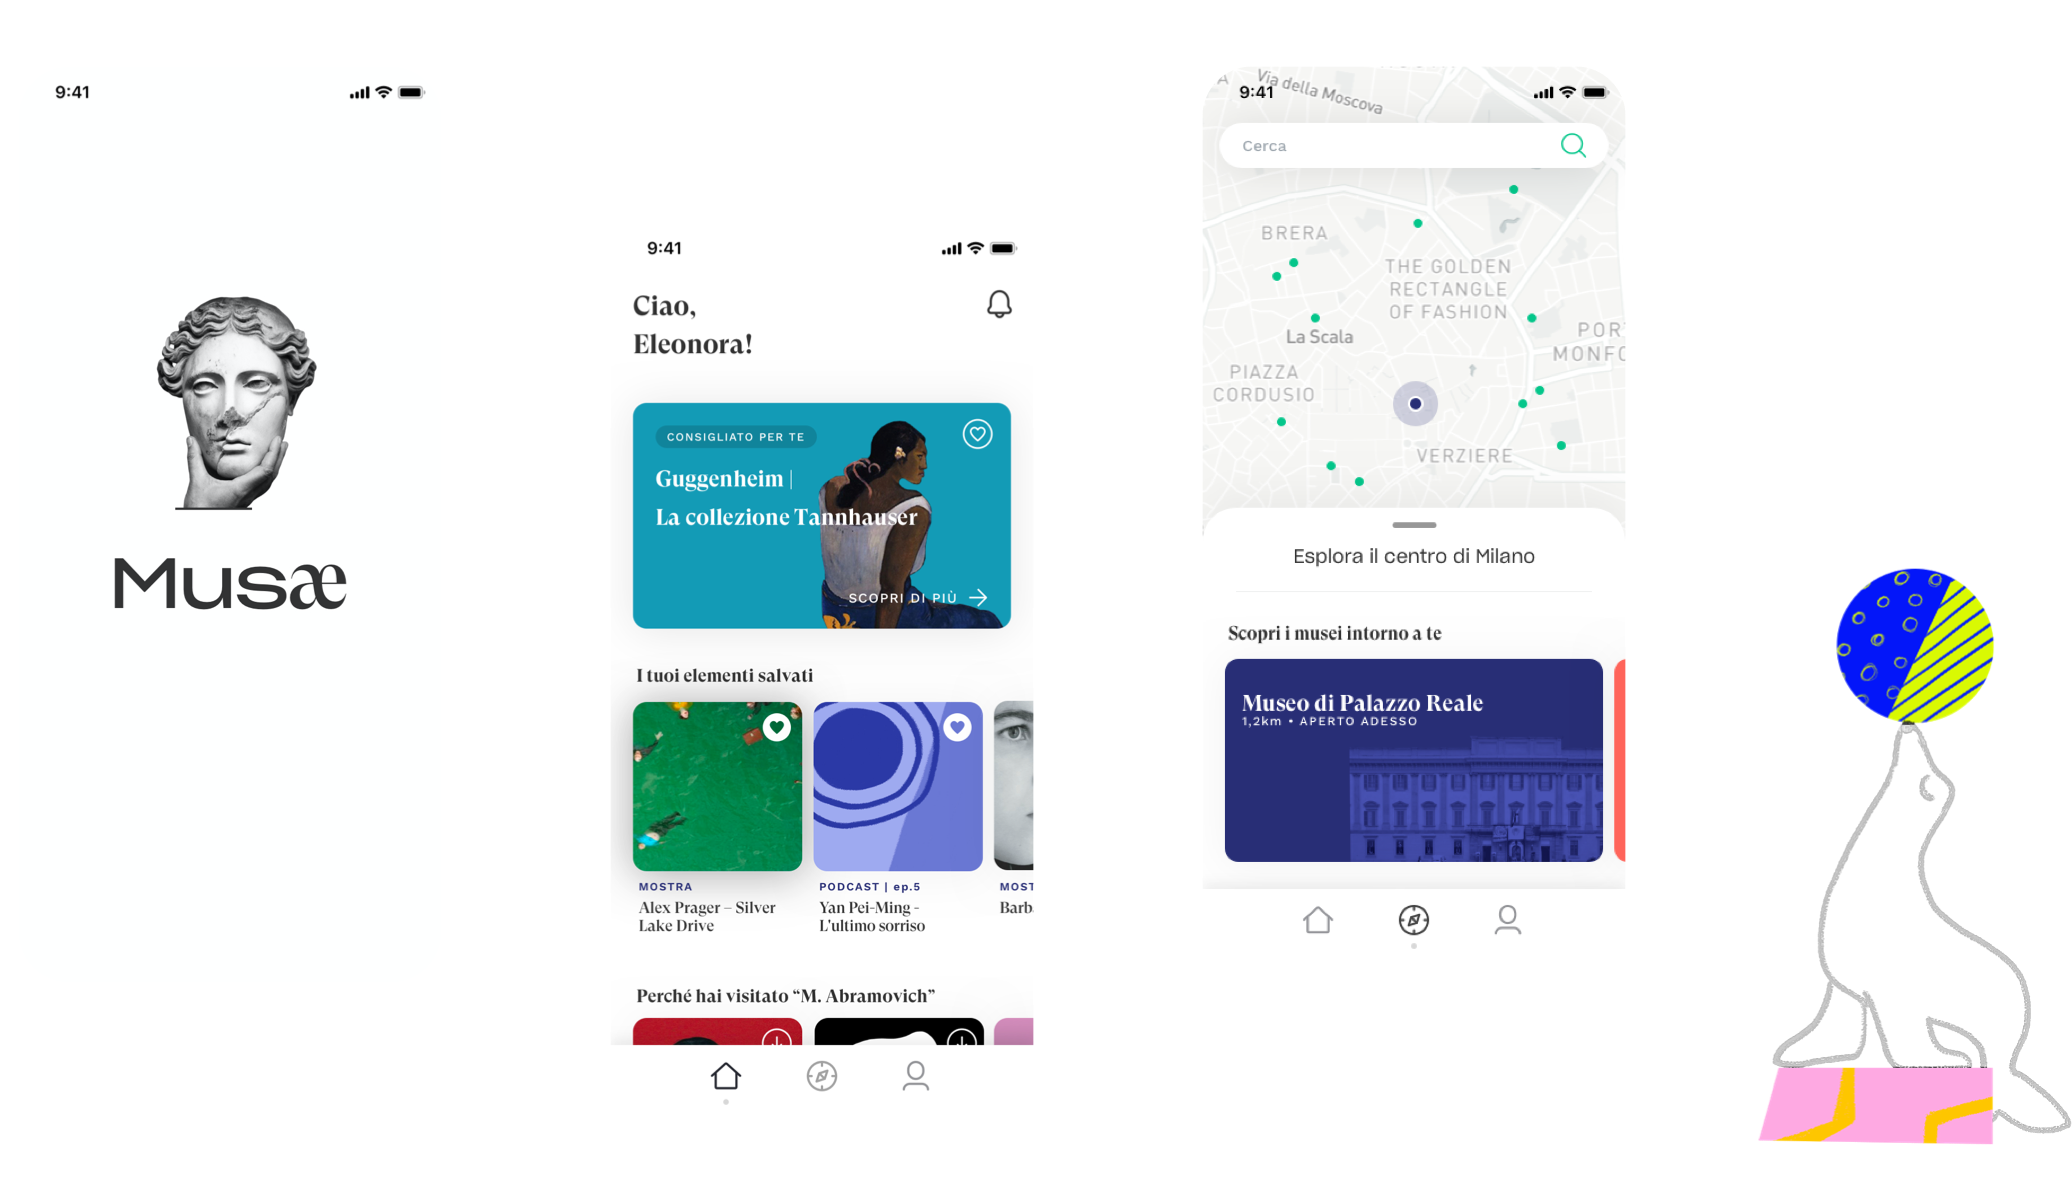 9:41
Musæ
9:41
Ciao,
Eleonora!
CONSIGLIATO PER TE
Guggenheim |
La collezione Tannhauser
SCOPRI DI PIÙ
I tuoi elementi salvati
MOSTRA
Alex Prager – Silver
Lake Drive
PODCAST | ep.5
Yan Pei-Ming -
L'ultimo sorriso
MOST
Barb
Perché hai visitato “M. Abramovich”
Via della Moscova
9:41
Cerca
BRERA
THE GOLDEN
RECTANGLE
OF FASHION
La Scala
POR
MONFO
PIAZZA
CORDUSIO
VERZIERE
Esplora il centro di Milano
Scopri i musei intorno a te
Museo di Palazzo Reale
1,2km • APERTO ADESSO